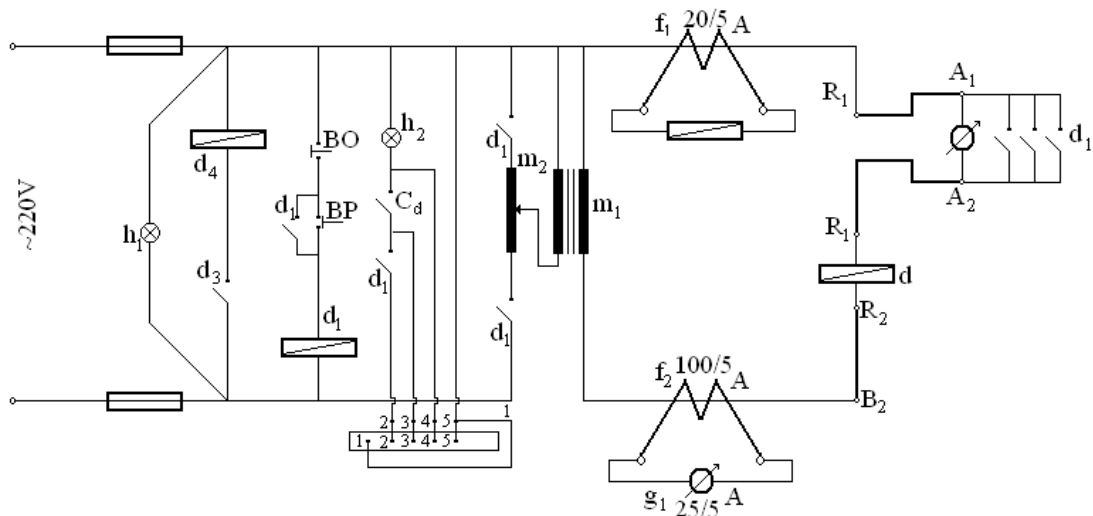 f1 20/5 A
A1
R1
BO
h2
d1
m2
d1
d4
~220V
Cd
A2
d1
BP
m1
h1
R1
d3
d1
d
R2
d1
d1
f2 100/5 A
B2
2 3 4 5 1
1 2 3 4 5
g1 25/5 A